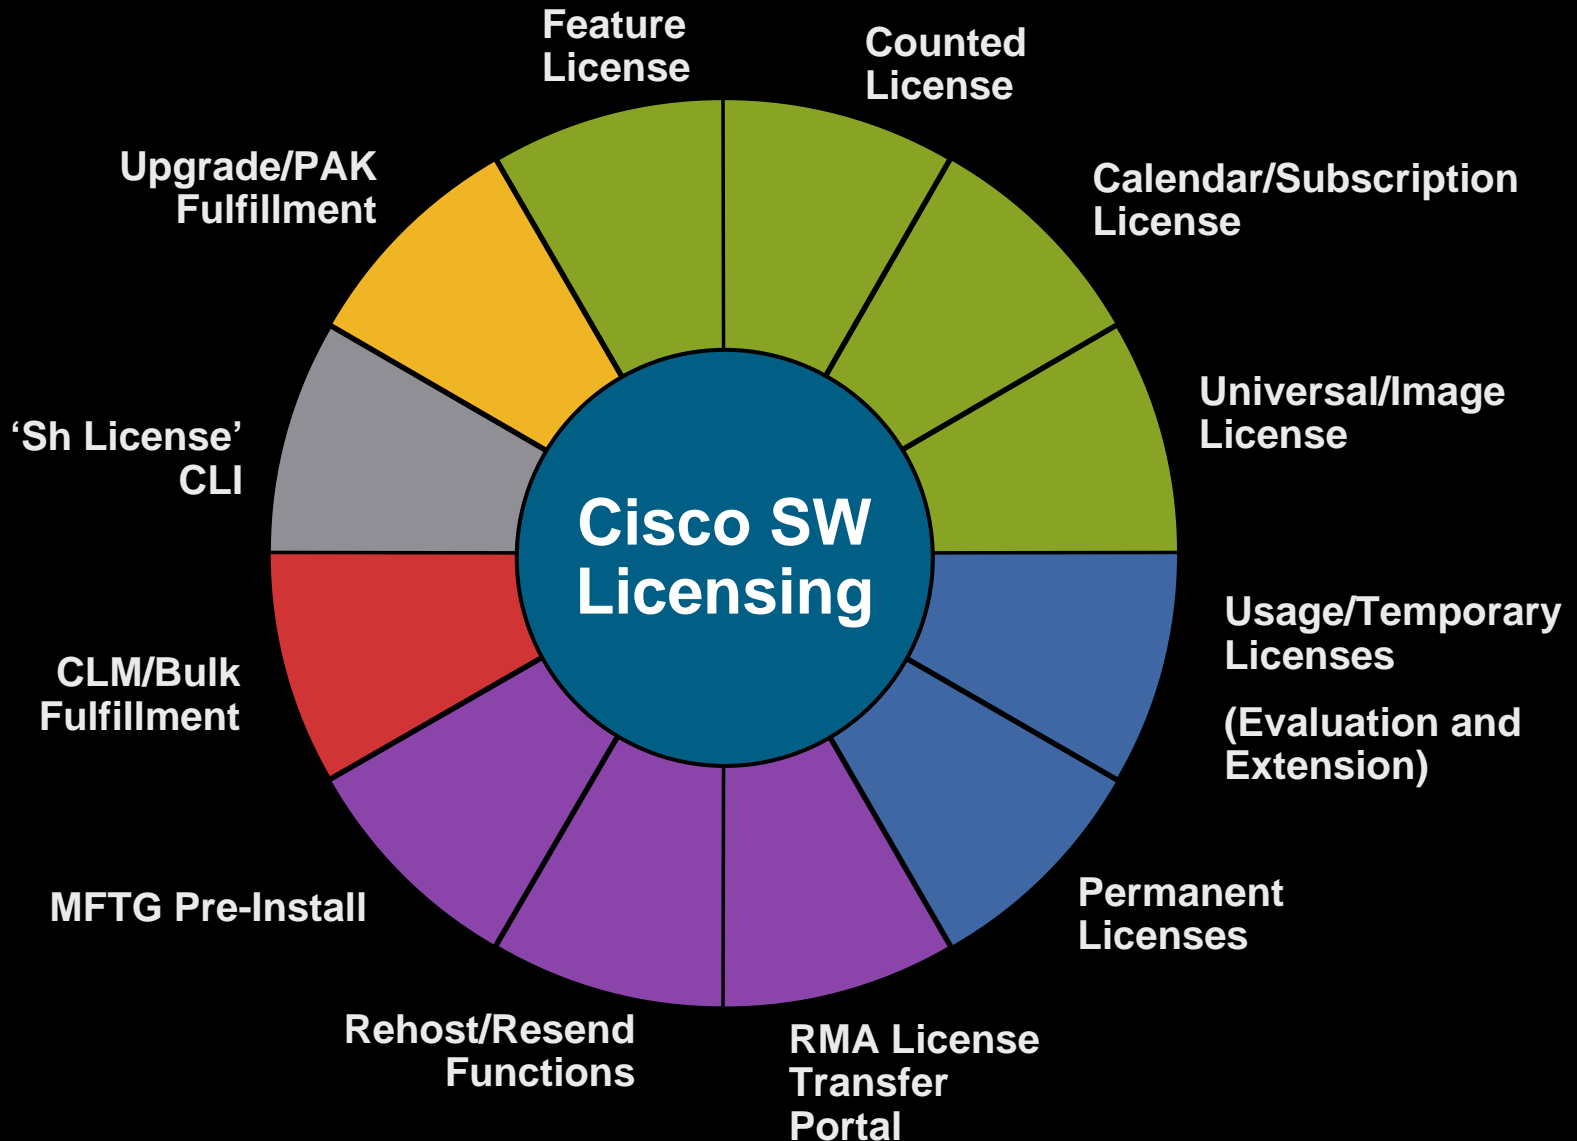 Feature
License
Counted
License
Calendar/Subscription
License
Universal/Image
License
Usage/Temporary
Licenses
(Evaluation and
Extension)
Permanent
Licenses
RMA License
Transfer
Portal
Rehost/Resend
Functions
MFTG Pre-Install
CLM/Bulk
Fulfillment
‘Sh License’
CLI
Upgrade/PAK
Fulfillment
Cisco SW
Licensing